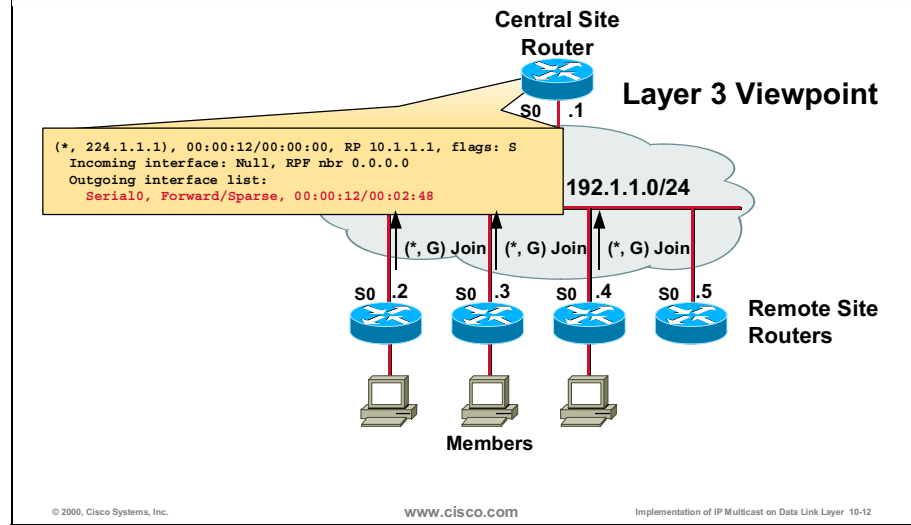 Central Site
Router
Layer 3 Viewpoint
S0 .1
(*, 224.1.1.1), 00:00:12/00:00:00, RP 10.1.1.1, flags: S
Incoming interface: Null, RPF nbr 0.0.0.0
Outgoing interface list:
Serial0, Forward/Sparse, 00:00:12/00:02:48
192.1.1.0/24
(*, G) Join (*, G) Join (*, G) Join
S0 .2 S0 .3 S0 .4 S0 .5
Remote Site
Routers
Members
© 2000, Cisco Systems, Inc. www.cisco.com Implementation of IP Multicast on Data Link Layer 10-12